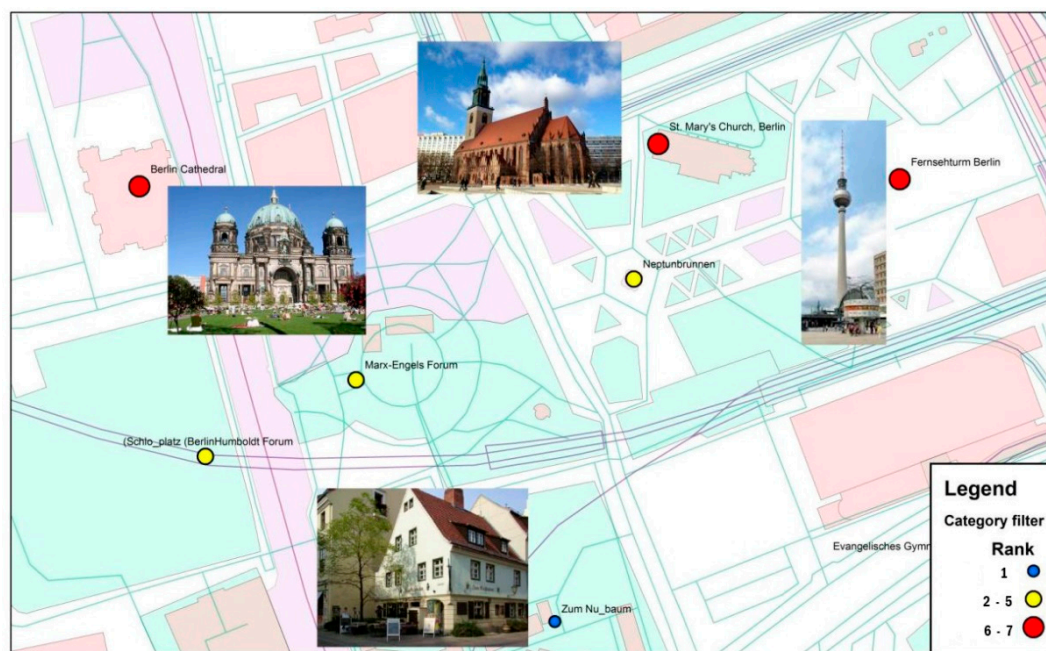 St. Mary's Church, Berlin
Berlin Cathedral
Fernsehturm Berlin
Neptunbrunnen
Marx-Engels Forum
(Schlo_platz (BerlinHumboldt Forum
Evangelisches Gymn
Zum Nu_baum
Legend
Category filter
Rank
1
2 - 5
6 - 7